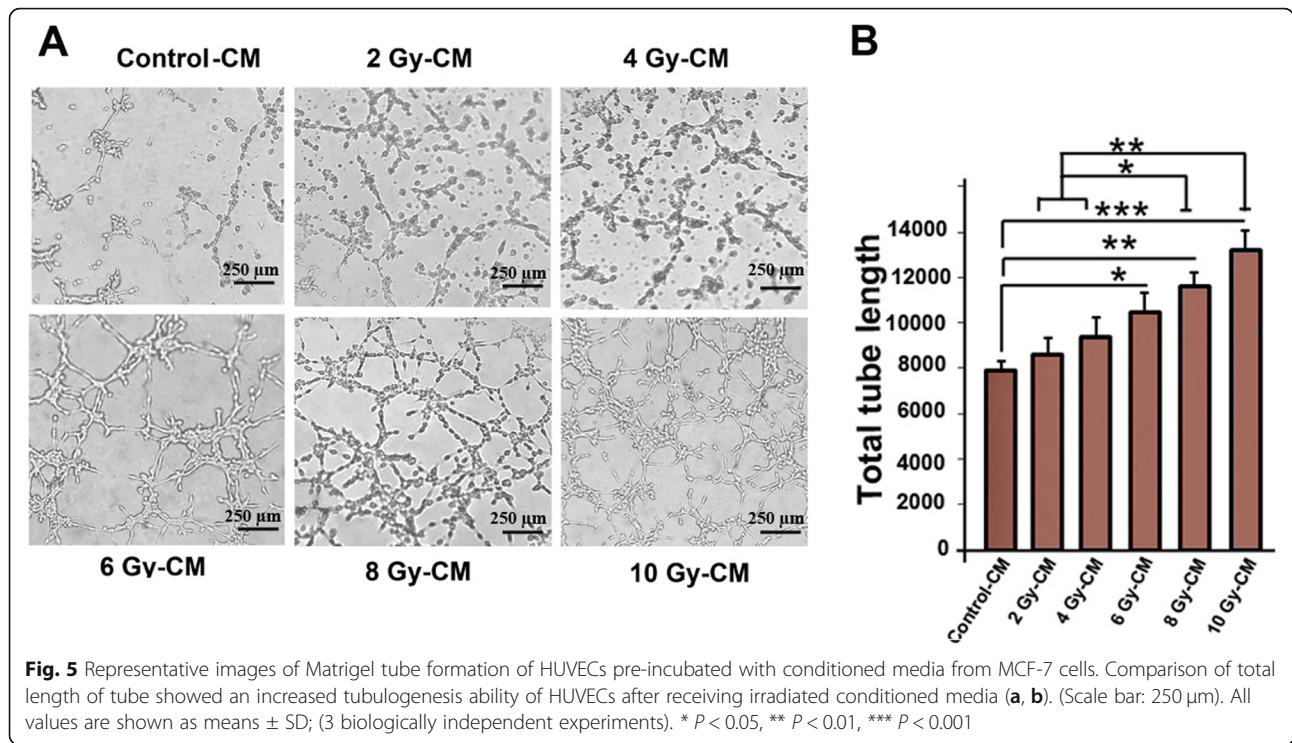 A
B
Control-CM
2 Gy-CM
4 Gy-CM
250 µm
250 µm
250 µm
250 µm
250 µm
250 µm
6 Gy-CM
8 Gy-CM
10 Gy-CM
**
*
***
**
*
Total tube length
14000
12000
10000
8000
6000
4000
2000
0
Control-CM
2 Gy-CM
4 Gy-CM
6 Gy-CM
8 Gy-CM
10 Gy-CM
Fig. 5 Representative images of Matrigel tube formation of HUVECs pre-incubated with conditioned media from MCF-7 cells. Comparison of total
length of tube showed an increased tubulogenesis ability of HUVECs after receiving irradiated conditioned media (a, b). (Scale bar: 250 µm). All
values are shown as means ± SD; (3 biologically independent experiments). * P < 0.05, ** P < 0.01, *** P < 0.001